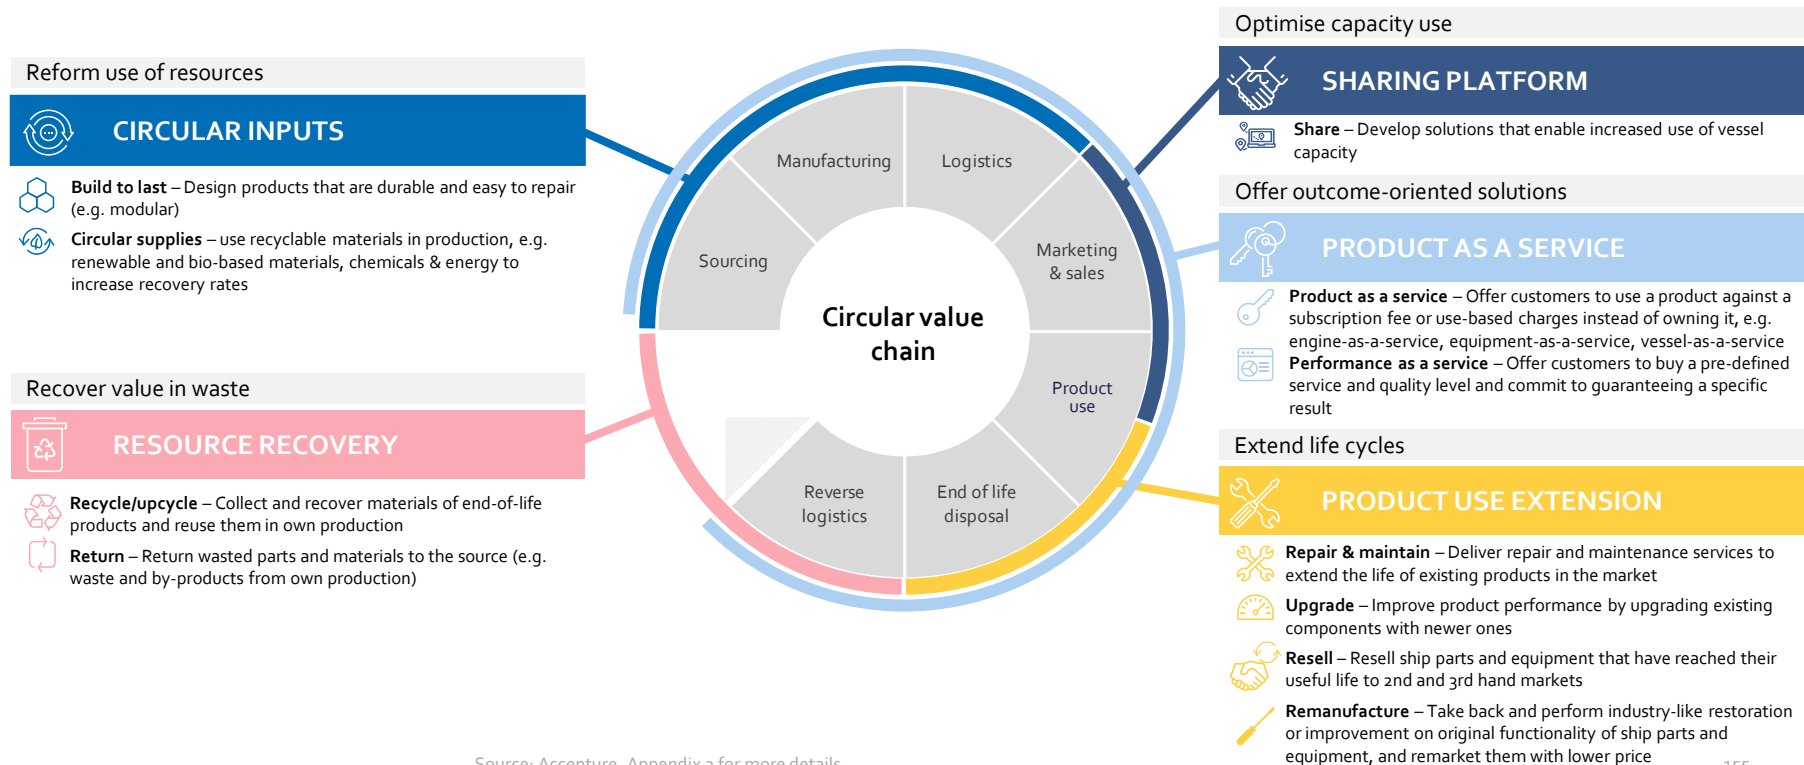 Reform use of resources
CIRCULAR INPUTS
Build to last – Design products that are durable and easy to repair
(e.g. modular)
Circular supplies – use recyclable materials in production, e.g.
renewable and bio-based materials, chemicals & energy to
increase recovery rates
Recover value in waste
RESOURCE RECOVERY
Recycle/upcycle – Collect and recover materials of end-of-life
products and reuse them in own production
Return – Return wasted parts and materials to the source (e.g.
waste and by-products from own production)
Manufacturing
Logistics
Sourcing
Marketing
& sales
Circular value
chain
Product
use
Reverse
logistics
End of life
disposal
Optimise capacity use
SHARING PLATFORM
Share – Develop solutions that enable increased use of vessel
capacity
Offer outcome-oriented solutions
PRODUCT AS A SERVICE
Product as a service – Offer customers to use a product against a
subscription fee or use-based charges instead of owning it, e.g.
engine-as-a-service, equipment-as-a-service, vessel-as-a-service
Performance as a service – Offer customers to buy a pre-defined
service and quality level and commit to guaranteeing a specific
result
Extend life cycles
PRODUCT USE EXTENSION
Repair & maintain – Deliver repair and maintenance services to
extend the life of existing products in the market
Upgrade – Improve product performance by upgrading existing
components with newer ones
Resell – Resell ship parts and equipment that have reached their
useful life to 2nd and 3rd hand markets
Remanufacture – Take back and perform industry-like restoration
or improvement on original functionality of ship parts and
equipment, and remarket them with lower price
Source: Accenture, Appendix 2 for more details
155